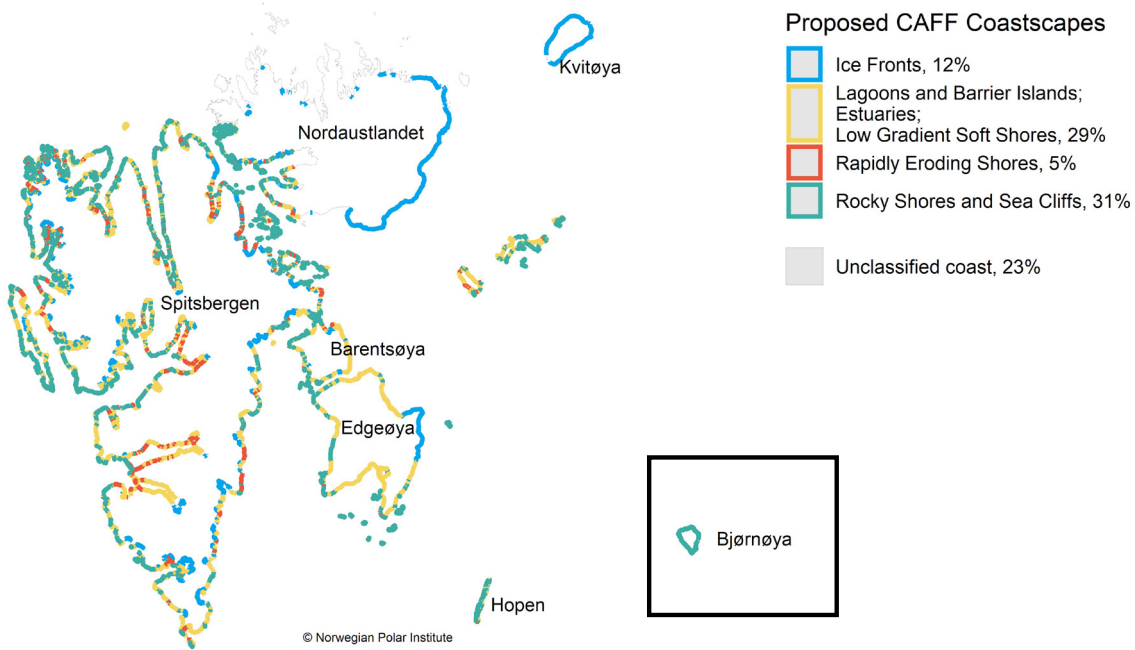 Proposed CAFF Coastscapes
Ice Fronts, 12%
Lagoons and Barrier Islands;
Estuaries;
Low Gradient Soft Shores, 29%
Rapidly Eroding Shores, 5%
Rocky Shores and Sea Cliffs, 31%
Unclassified coast, 23%
Kvitøya
Nordaustlandet
Spitsbergen
Barentsøya
Edgeøya
Bjørnøya
Hopen
© Norwegian Polar Institute